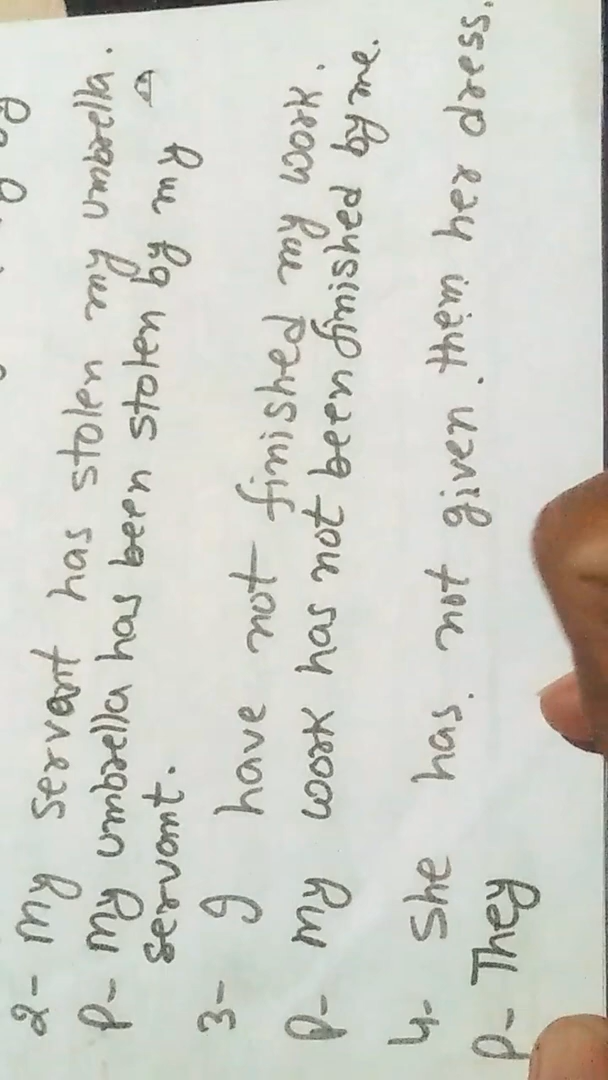 2- My servant has stolen my umbrella.
P- My umbrella has been stolen by my
servant.
3- I have not finished my work.
P- my work has not been finished by me.
4- She has not given them her dress.
P- They